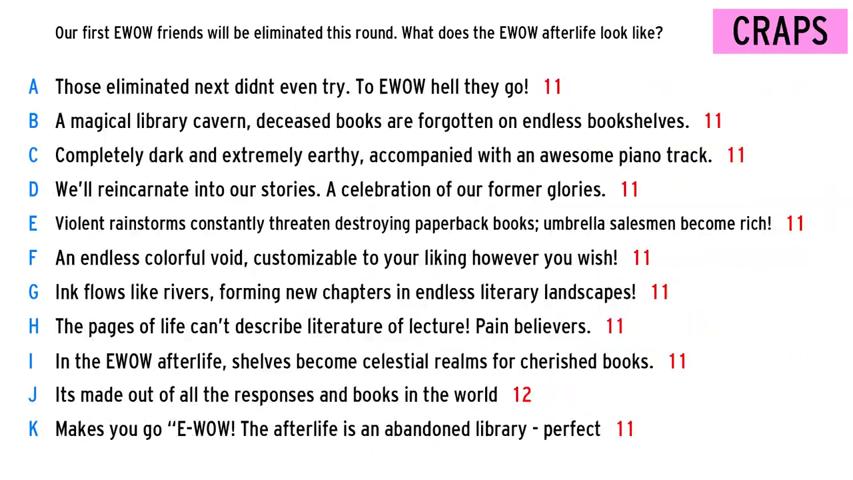 Our first EWOW friends will be eliminated this round. What does the EWOW afterlife look like?
CRAPS
A Those eliminated next didnt even try. To EWOW hell they go! 11
B A magical library cavern, deceased books are forgotten on endless bookshelves. 11
C Completely dark and extremely earthy, accompanied with an awesome piano track. 11
D We'll reincarnate into our stories. A celebration of our former glories. 11
E Violent rainstorms constantly threaten destroying paperback books; umbrella salesmen become rich! 11
F An endless colorful void, customizable to your liking however you wish! 11
G Ink flows like rivers, forming new chapters in endless literary landscapes! 11
H The pages of life can't describe literature of lecture! Pain believers. 11
I In the EWOW afterlife, shelves become celestial realms for cherished books. 11
J Its made out of all the responses and books in the world 12
K Makes you go “E-WOW! The afterlife is an abandoned library - perfect 11